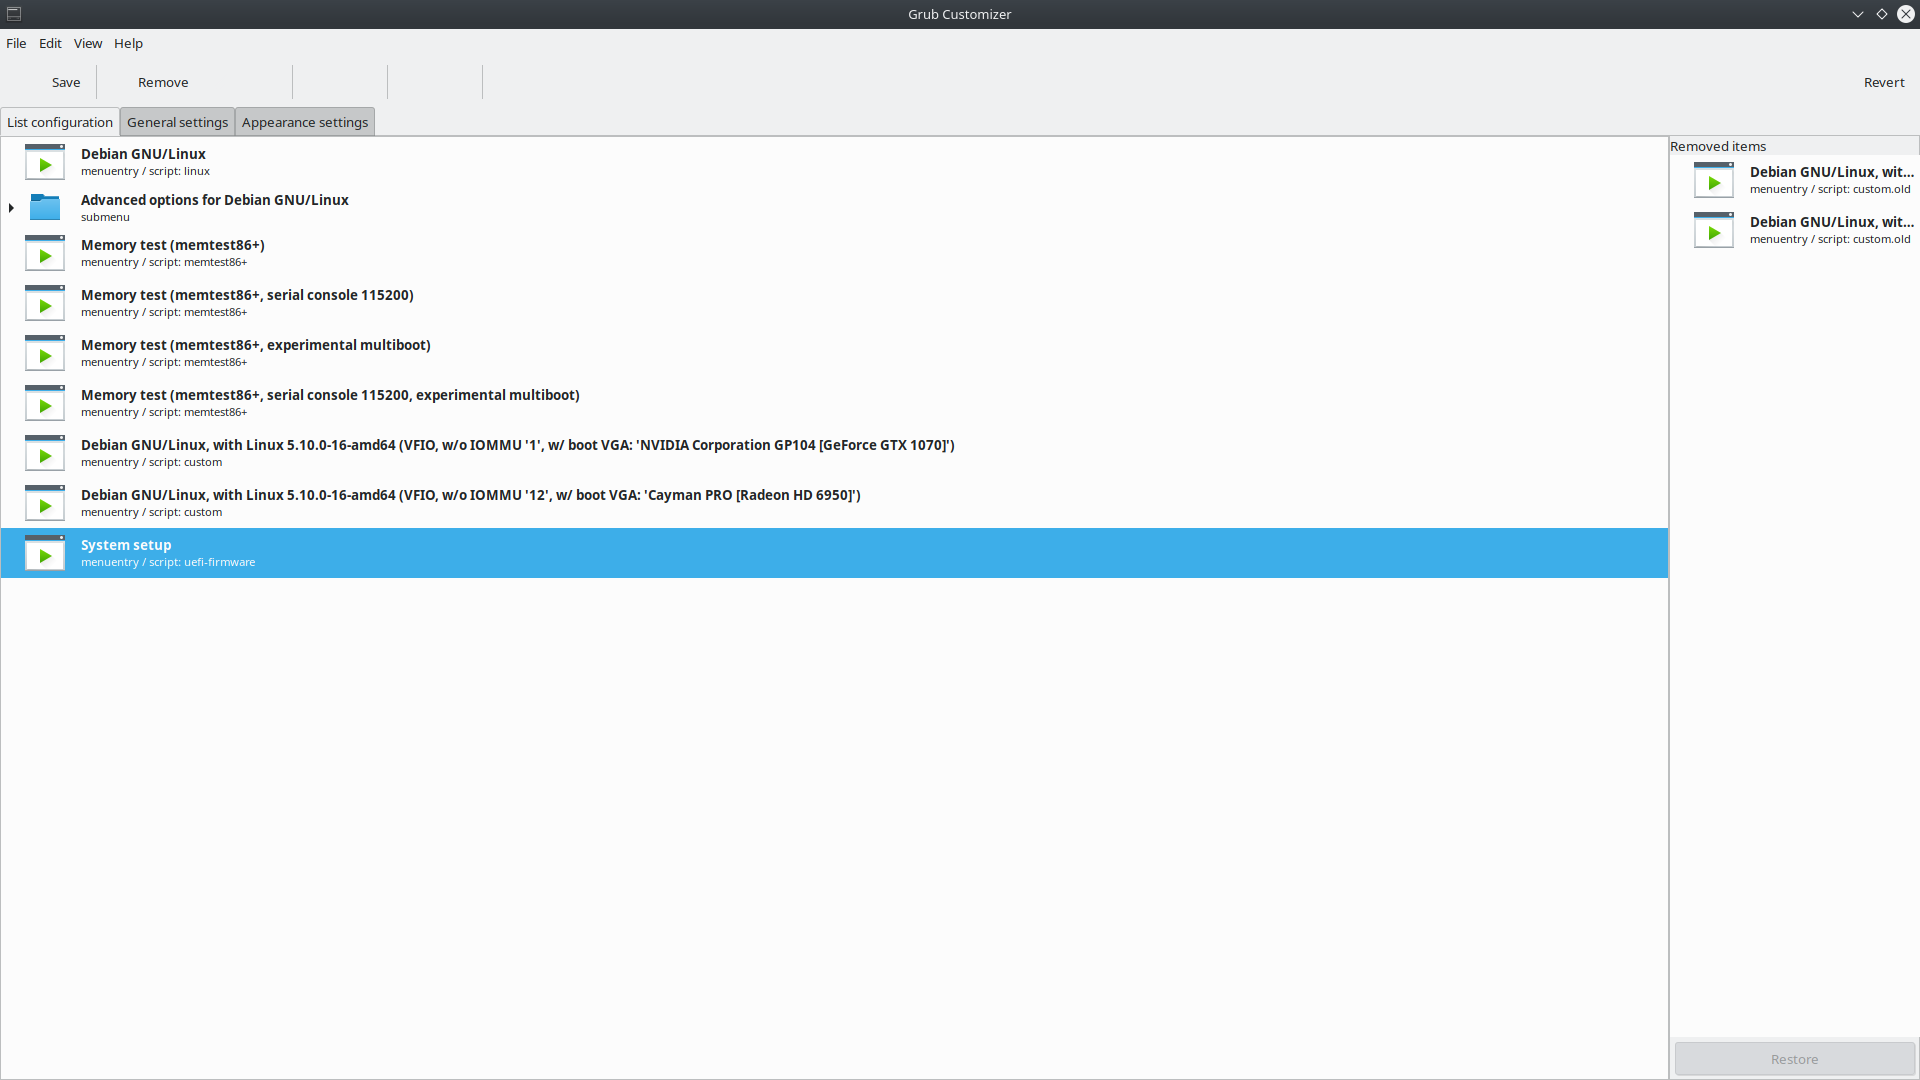 Grub Customizer
File Edit View Help
Save Remove Revert
List configuration General settings Appearance settings
Debian GNU/Linux
menuentry / script: linux
Advanced options for Debian GNU/Linux
submenu
Memory test (memtest86+)
menuentry / script: memtest86+
Memory test (memtest86+, serial console 115200)
menuentry / script: memtest86+
Memory test (memtest86+, experimental multiboot)
menuentry / script: memtest86+
Memory test (memtest86+, serial console 115200, experimental multiboot)
menuentry / script: memtest86+
Debian GNU/Linux, with Linux 5.10.0-16-amd64 (VFIO, w/o IOMMU '1', w/ boot VGA: 'NVIDIA Corporation GP104 [GeForce GTX 1070]')
menuentry / script: custom
Debian GNU/Linux, with Linux 5.10.0-16-amd64 (VFIO, w/o IOMMU '12', w/ boot VGA: 'Cayman PRO [Radeon HD 6950]')
menuentry / script: custom
System setup
menuentry / script: uefi-firmware
Removed items
Debian GNU/Linux, wit...
menuentry / script: custom.old
Debian GNU/Linux, wit...
menuentry / script: custom.old
Restore